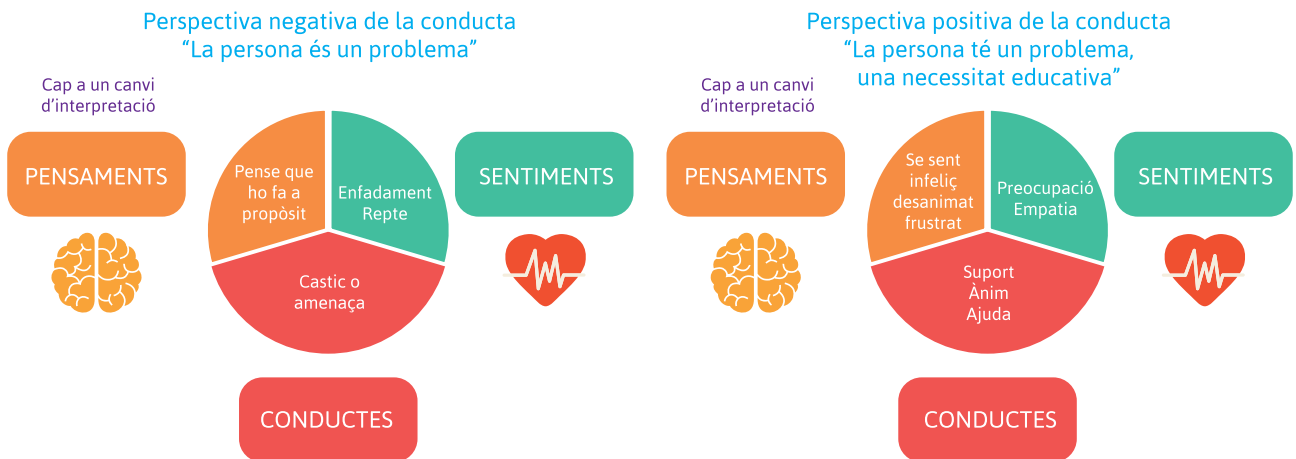 Perspectiva negativa de la conducta
“La persona és un problema”
Cap a un canvi
d’interpretació
PENSAMENTS
Pense que
ho fa a
propòsit
Enfadament
Repte
SENTIMENTS
Castic o
amenaça
CONDUCTES
Perspectiva positiva de la conducta
“La persona té un problema,
una necessitat educativa”
Cap a un canvi
d’interpretació
PENSAMENTS
Se sent
infeliç
desanimat
frustrat
Preocupació
Empatia
SENTIMENTS
Suport
Ànim
Ajuda
CONDUCTES